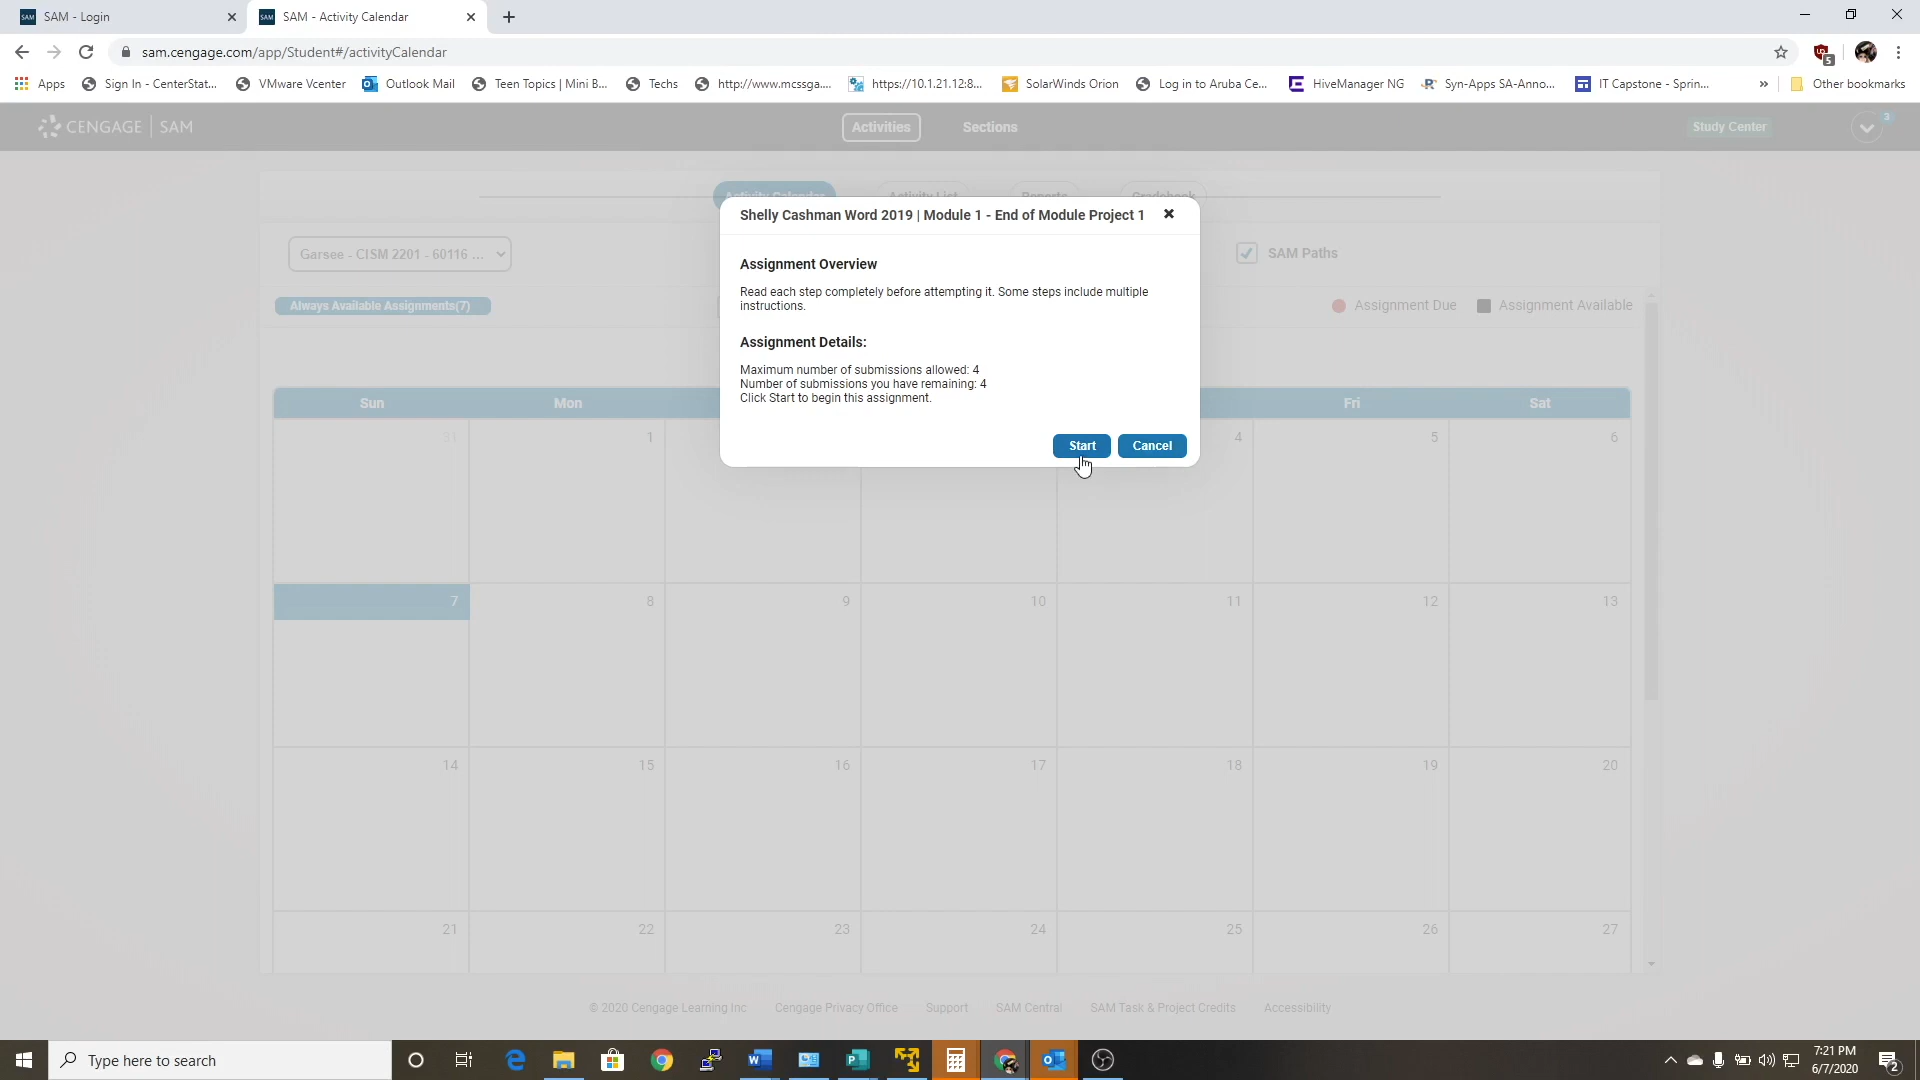 SAM - Login
SAM - Activity Calendar
sam.cengage.com/app/Student#/activityCalendar
5
Apps
Sign In - CenterStat...
VMware Vcenter
Outlook Mail
Teen Topics | Mini B...
Techs
http://www.mcssga....
https://10.1.21.12:8...
SolarWinds Orion
Log in to Aruba Ce...
HiveManager NG
Syn-Apps SA-Anno...
IT Capstone - Sprin...
»
Other bookmarks
CENGAGE | SAM
Activities
Sections
Study Center
3
Activity Calendar
Activity List
Reports
Gradebook
Shelly Cashman Word 2019 | Module 1 - End of Module Project 1
Garsee - CISM 2201 - 60116 ...
SAM Paths
Assignment Overview
Read each step completely before attempting it. Some steps include multiple
instructions.
Always Available Assignments(7)
Assignment Due
Assignment Available
Assignment Details:
Maximum number of submissions allowed: 4
Number of submissions you have remaining: 4
Click Start to begin this assignment.
Start
Cancel
Sun
Mon
Fri
Sat
31
1
4
5
6
7
8
9
10
11
12
13
14
15
16
17
18
19
20
21
22
23
24
25
26
27
© 2020 Cengage Learning Inc
Cengage Privacy Office
Support
SAM Central
SAM Task & Project Credits
Accessibility
Type here to search
7:21 PM
6/7/2020
2